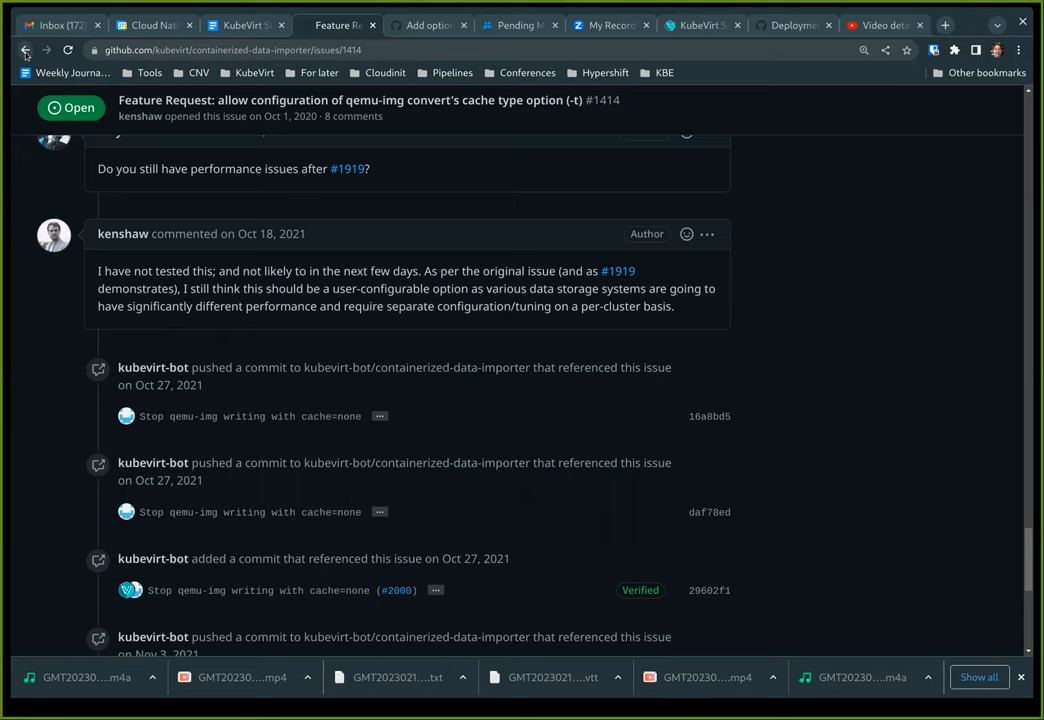 Inbox (172
Cloud Nati
KubeVirt S
Feature Re
Add option
Pending M
My Record
KubeVirt S
Deployme
Video deta
github.com/kubevirt/containerized-data-importer/issues/1414
Weekly Journa...
Tools
CNV
KubeVirt
For later
Cloudinit
Pipelines
Conferences
Hypershift
KBE
Other bookmarks
Open
Feature Request: allow configuration of qemu-img convert's cache type option (-t) #1414
kenshaw opened this issue on Oct 1, 2020 · 8 comments
Do you still have performance issues after #1919?
kenshaw commented on Oct 18, 2021
Author
I have not tested this; and not likely to in the next few days. As per the original issue (and as #1919
demonstrates), I still think this should be a user-configurable option as various data storage systems are going to
have significantly different performance and require separate configuration/tuning on a per-cluster basis.
kubevirt-bot pushed a commit to kubevirt-bot/containerized-data-importer that referenced this issue
on Oct 27, 2021
Stop qemu-img writing with cache=none ...
16a8bd5
kubevirt-bot pushed a commit to kubevirt-bot/containerized-data-importer that referenced this issue
on Oct 27, 2021
Stop qemu-img writing with cache=none ...
daf78ed
kubevirt-bot added a commit that referenced this issue on Oct 27, 2021
Stop qemu-img writing with cache=none (#2000) ...
Verified
29602f1
kubevirt-bot pushed a commit to kubevirt-bot/containerized-data-importer that referenced this issue
on Nov 3, 2021
GMT20230....m4a
GMT20230....mp4
GMT2023021....txt
GMT2023021....vtt
GMT20230....mp4
GMT20230....m4a
Show all